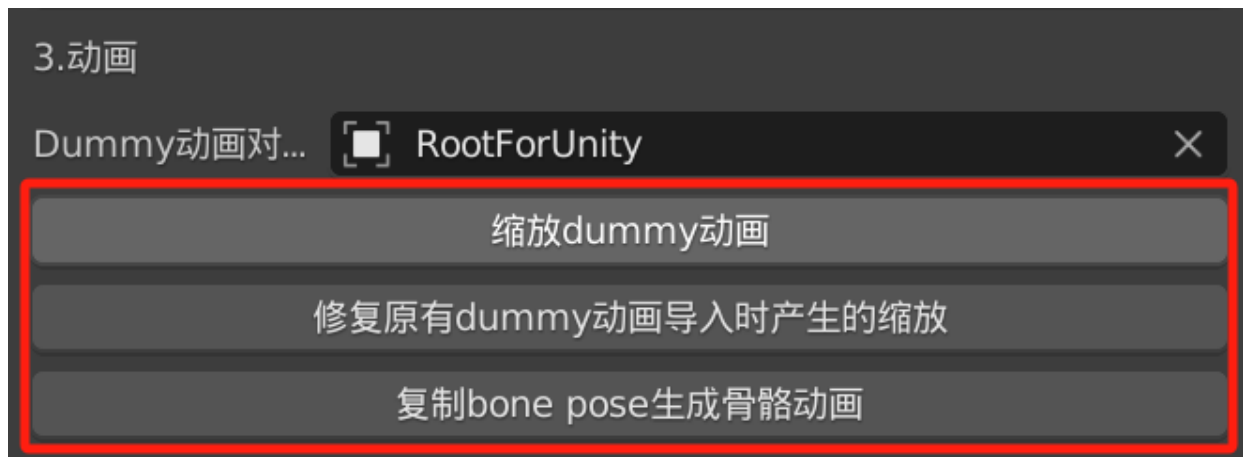 3.动画
Dummy动画对... RootForUnity
缩放dummy动画
修复原有dummy动画导入时产生的缩放
复制bone pose生成骨骼动画